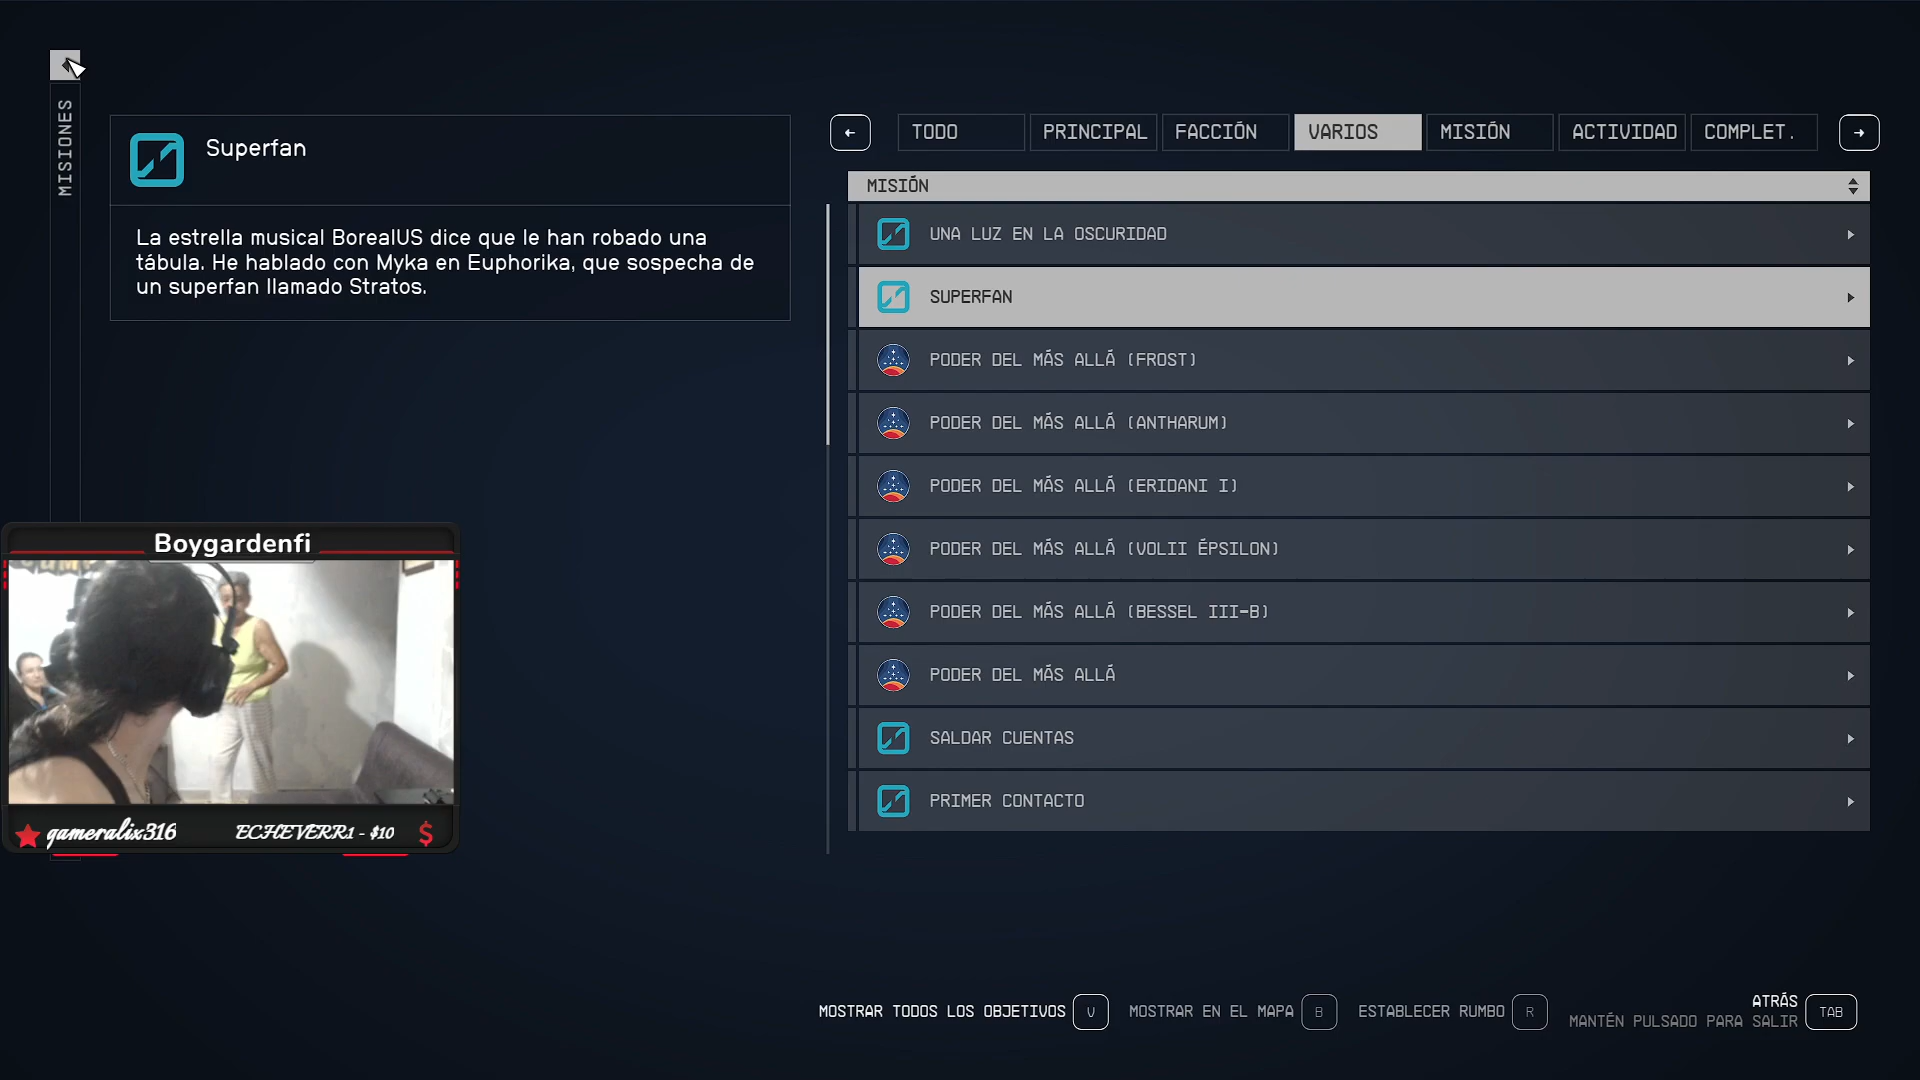 MISIONES
Superfan
La estrella musical BorealUS dice que le han robado una
tábula. He hablado con Myka en Euphorika, que sospecha de
un superfan llamado Stratos.
←
TODO
PRINCIPAL
FACCIÓN
VARIOS
MISIÓN
ACTIVIDAD
COMPLET.
→
MISIÓN
UNA LUZ EN LA OSCURIDAD
SUPERFAN
PODER DEL MÁS ALLÁ (FROST)
PODER DEL MÁS ALLÁ (ANTHARUM)
PODER DEL MÁS ALLÁ (ERIDANI I)
PODER DEL MÁS ALLÁ (VOLII ÉPSILON)
PODER DEL MÁS ALLÁ (BESSEL III-B)
PODER DEL MÁS ALLÁ
SALDAR CUENTAS
PRIMER CONTACTO
Boygardenfi
gameralix316
ECHEVERR1 - $10
$
MOSTRAR TODOS LOS OBJETIVOS V
MOSTRAR EN EL MAPA B
ESTABLECER RUMBO R
ATRÁS
MANTÉN PULSADO PARA SALIR
TAB